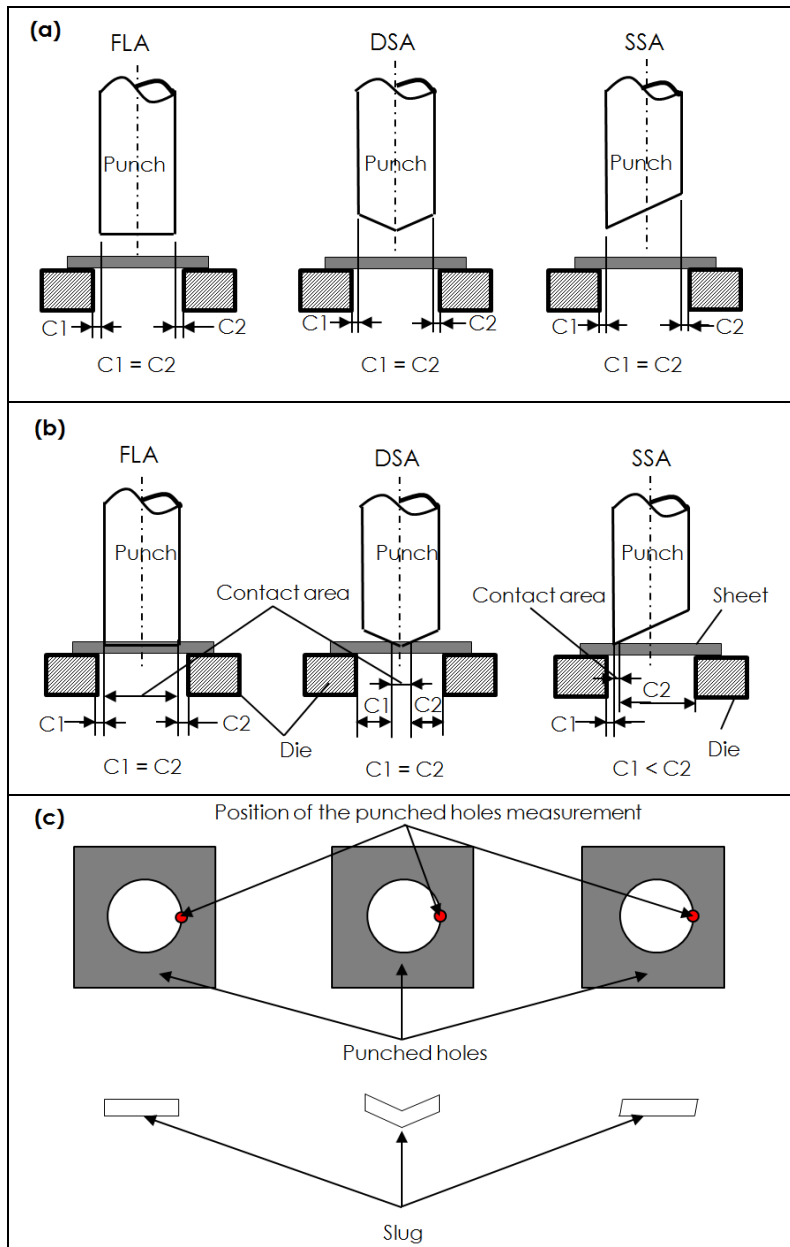 (a)
FLA DSA SSA
Punch Punch Punch
C1 C2 C1 C2 C1 C2
C1 = C2 C1 = C2 C1 = C2
(b)
FLA DSA SSA
Punch Punch Punch
Contact area Contact area Sheet
C1 C2 C1 C2 C1 C2
Die Die
C1 = C2 C1 = C2 C1 < C2
(c)
Position of the punched holes measurement
Punched holes
Slug